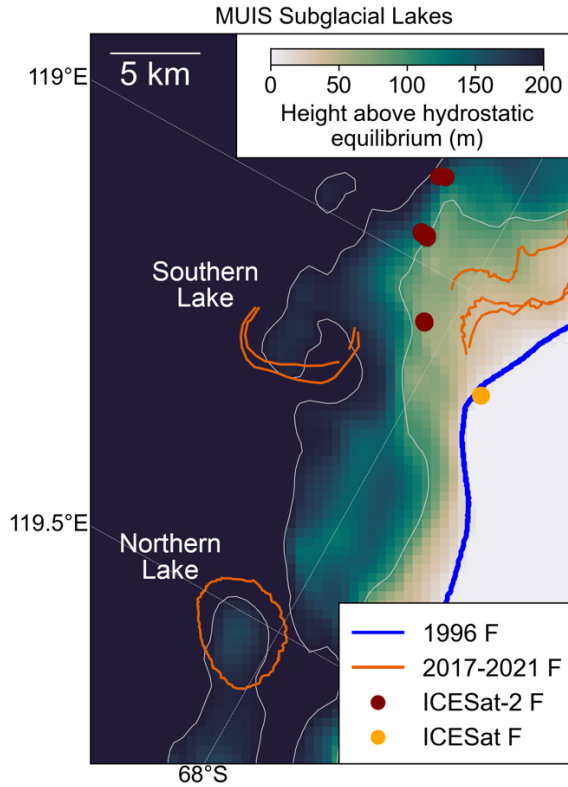 MUIS Subglacial Lakes
119°E
5 km
0 50 100 150 200
Height above hydrostatic
equilibrium (m)
Southern
Lake
119.5°E
Northern
Lake
1996 F
2017-2021 F
ICESat-2 F
ICESat F
68°S